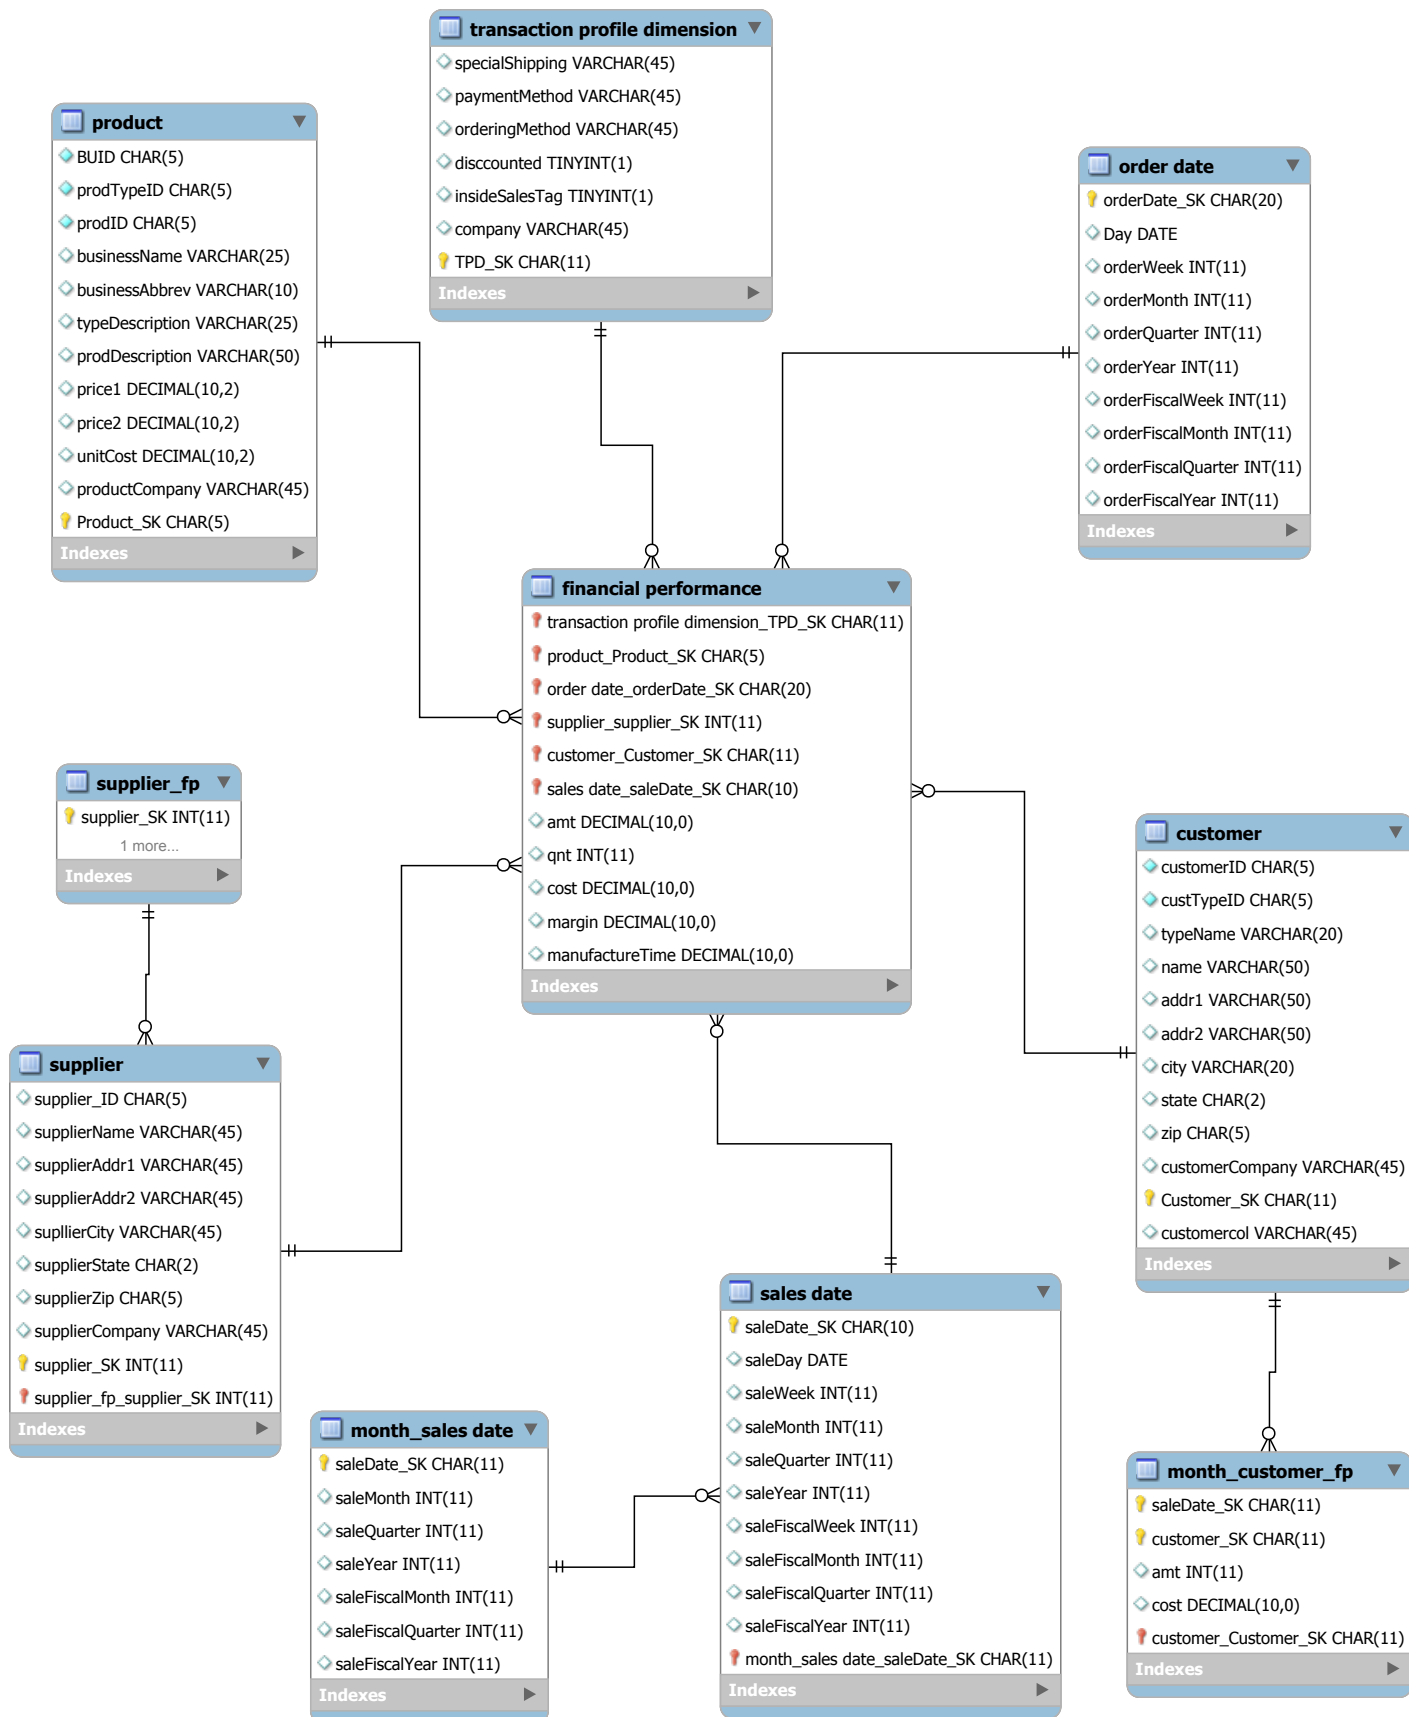 transaction profile dimension
specialShipping VARCHAR(45)
paymentMethod VARCHAR(45)
orderingMethod VARCHAR(45)
disccounted TINYINT(1)
insideSalesTag TINYINT(1)
company VARCHAR(45)
TPD_SK CHAR(11)
Indexes
product
BUID CHAR(5)
prodTypeID CHAR(5)
prodID CHAR(5)
businessName VARCHAR(25)
businessAbbrev VARCHAR(10)
typeDescription VARCHAR(25)
prodDescription VARCHAR(50)
price1 DECIMAL(10,2)
price2 DECIMAL(10,2)
unitCost DECIMAL(10,2)
productCompany VARCHAR(45)
Product_SK CHAR(5)
Indexes
order date
orderDate_SK CHAR(20)
Day DATE
orderWeek INT(11)
orderMonth INT(11)
orderQuarter INT(11)
orderYear INT(11)
orderFiscalWeek INT(11)
orderFiscalMonth INT(11)
orderFiscalQuarter INT(11)
orderFiscalYear INT(11)
Indexes
financial performance
transaction profile dimension_TPD_SK CHAR(11)
product_Product_SK CHAR(5)
order date_orderDate_SK CHAR(20)
supplier_supplier_SK INT(11)
customer_Customer_SK CHAR(11)
sales date_saleDate_SK CHAR(10)
amt DECIMAL(10,0)
qnt INT(11)
cost DECIMAL(10,0)
margin DECIMAL(10,0)
manufactureTime DECIMAL(10,0)
Indexes
supplier_fp
supplier_SK INT(11)
1 more...
Indexes
customer
customerID CHAR(5)
custTypeID CHAR(5)
typeName VARCHAR(20)
name VARCHAR(50)
addr1 VARCHAR(50)
addr2 VARCHAR(50)
city VARCHAR(20)
state CHAR(2)
zip CHAR(5)
customerCompany VARCHAR(45)
Customer_SK CHAR(11)
customercol VARCHAR(45)
Indexes
supplier
supplier_ID CHAR(5)
supplierName VARCHAR(45)
supplierAddr1 VARCHAR(45)
supplierAddr2 VARCHAR(45)
supllierCity VARCHAR(45)
supplierState CHAR(2)
supplierZip CHAR(5)
supplierCompany VARCHAR(45)
supplier_SK INT(11)
supplier_fp_supplier_SK INT(11)
Indexes
sales date
saleDate_SK CHAR(10)
saleDay DATE
saleWeek INT(11)
saleMonth INT(11)
saleQuarter INT(11)
saleYear INT(11)
saleFiscalWeek INT(11)
saleFiscalMonth INT(11)
saleFiscalQuarter INT(11)
saleFiscalYear INT(11)
month_sales date_saleDate_SK CHAR(11)
Indexes
month_sales date
saleDate_SK CHAR(11)
saleMonth INT(11)
saleQuarter INT(11)
saleYear INT(11)
saleFiscalMonth INT(11)
saleFiscalQuarter INT(11)
saleFiscalYear INT(11)
Indexes
month_customer_fp
saleDate_SK CHAR(11)
customer_SK CHAR(11)
amt INT(11)
cost DECIMAL(10,0)
customer_Customer_SK CHAR(11)
Indexes